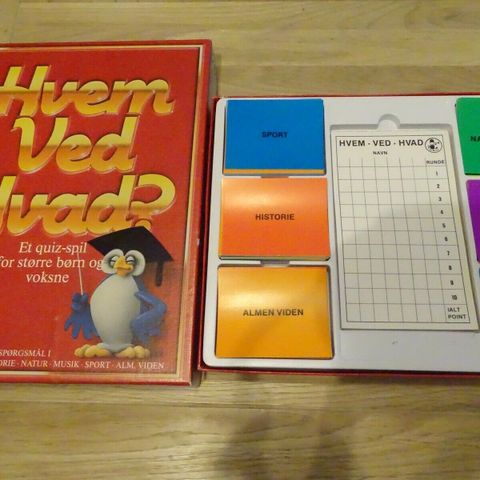 Hvem
Ved
Hvad?
Et quiz-spil
for større børn og
voksne
SPØRGSMÅL I
NATUR · MUSIK · SPORT · ALM. VIDEN
SPORT
HISTORIE
ALMEN VIDEN
HVEM - VED - HVAD
NAVN
RUNDE
1
2
3
4
5
6
7
8
9
10
IALT
POINT
NA